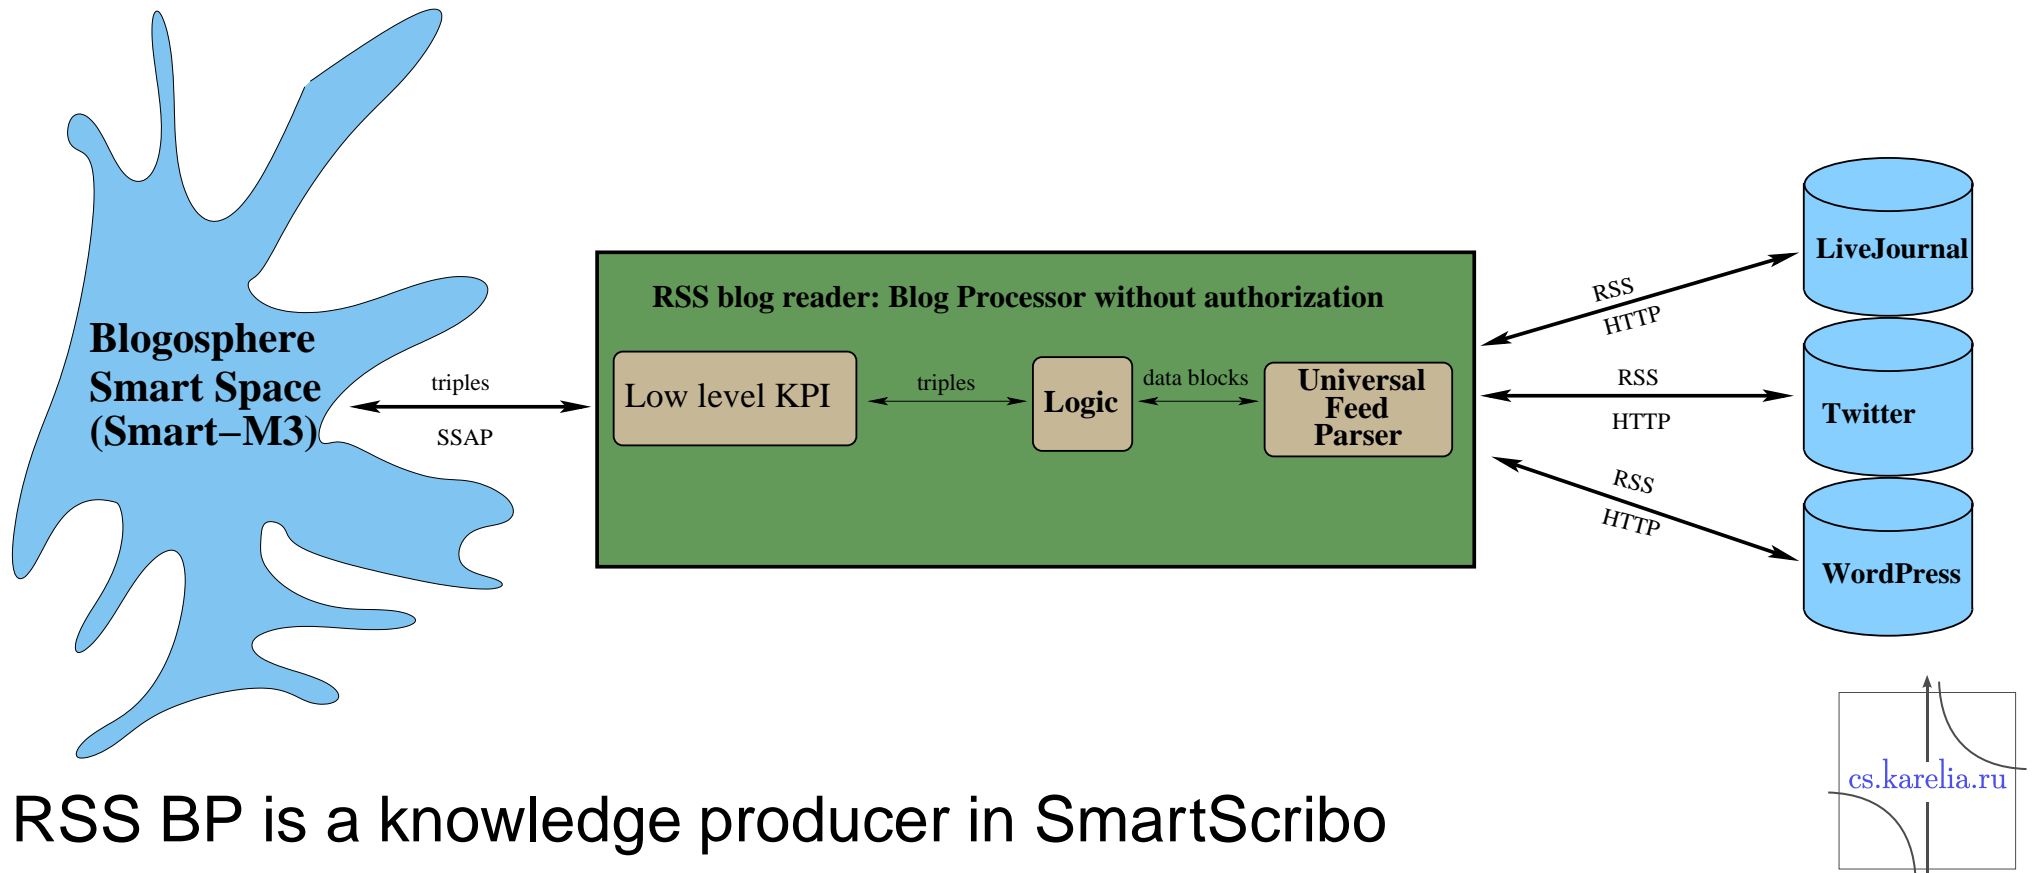 Blogosphere
Smart Space
(Smart−M3)
triples
SSAP
RSS blog reader: Blog Processor without authorization
Low level KPI
triples
Logic
data blocks
Universal
Feed
Parser
RSS
HTTP
RSS
HTTP
RSS
HTTP
LiveJournal
Twitter
WordPress
cs.karelia.ru
RSS BP is a knowledge producer in SmartScribo